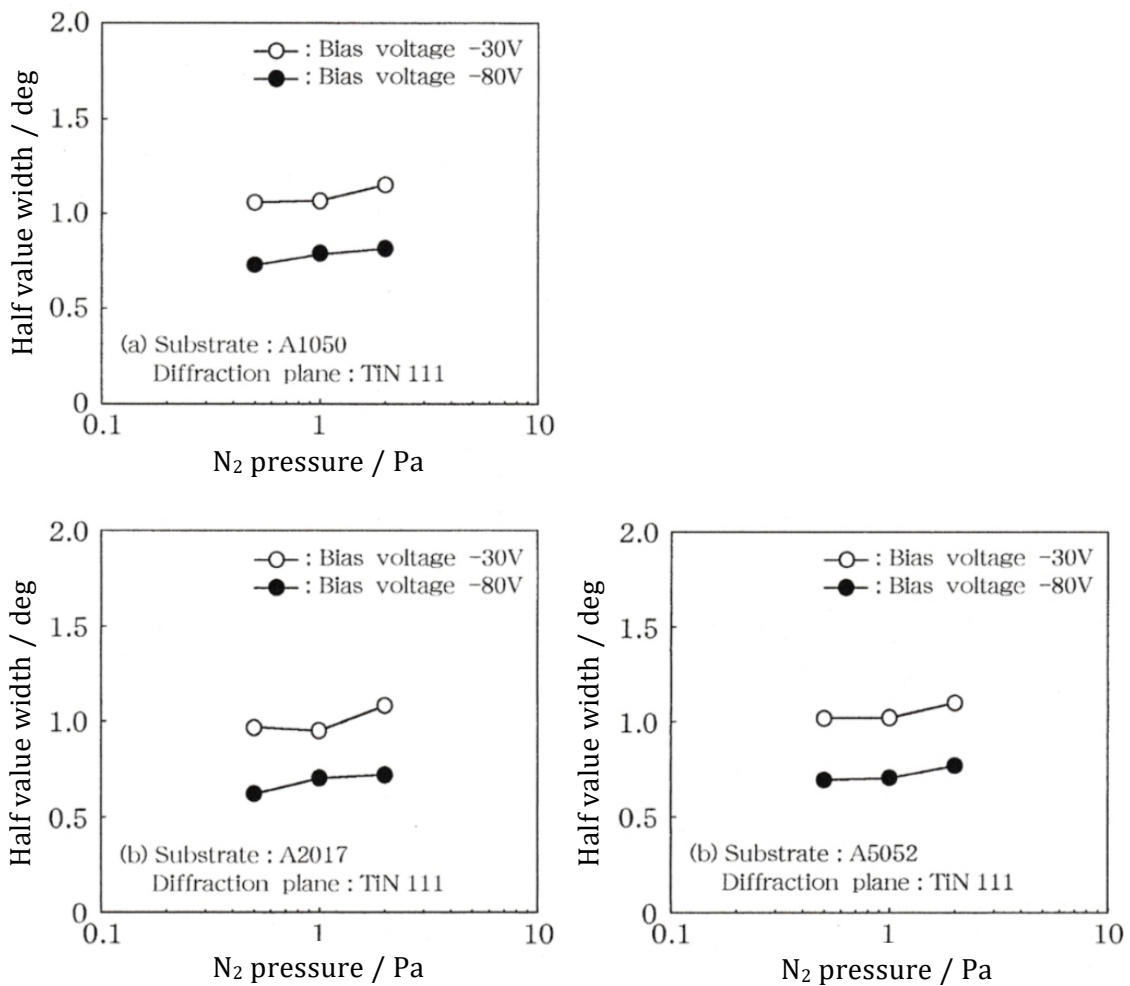 2.0
: Bias voltage -30V
: Bias voltage -80V
1.5
1.0
0.5
0
Half value width / deg
(a) Substrate : A1050
Diffraction plane : TiN 111
0.1 1 10
N2 pressure / Pa
2.0
: Bias voltage -30V
: Bias voltage -80V
1.5
1.0
0.5
0
Half value width / deg
(b) Substrate : A2017
Diffraction plane : TiN 111
0.1 1 10
N2 pressure / Pa
2.0
: Bias voltage -30V
: Bias voltage -80V
1.5
1.0
0.5
0
Half value width / deg
(b) Substrate : A5052
Diffraction plane : TiN 111
0.1 1 10
N2 pressure / Pa